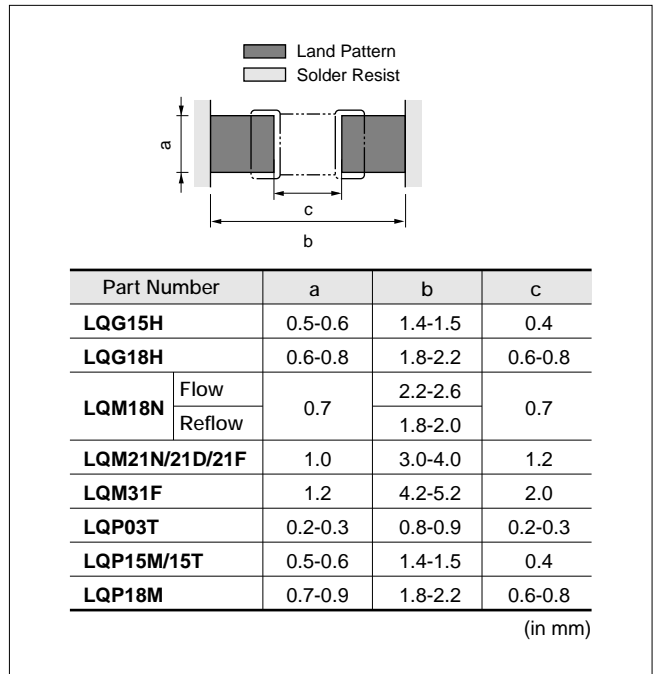 Land Pattern
Solder Resist
a
c
b
Part Number a b c
LQG15H 0.5-0.6 1.4-1.5 0.4
LQG18H 0.6-0.8 1.8-2.2 0.6-0.8
LQM18N Flow 0.7 2.2-2.6 0.7
Reflow 1.8-2.0
LQM21N/21D/21F 1.0 3.0-4.0 1.2
LQM31F 1.2 4.2-5.2 2.0
LQP03T 0.2-0.3 0.8-0.9 0.2-0.3
LQP15M/15T 0.5-0.6 1.4-1.5 0.4
LQP18M 0.7-0.9 1.8-2.2 0.6-0.8
(in mm)